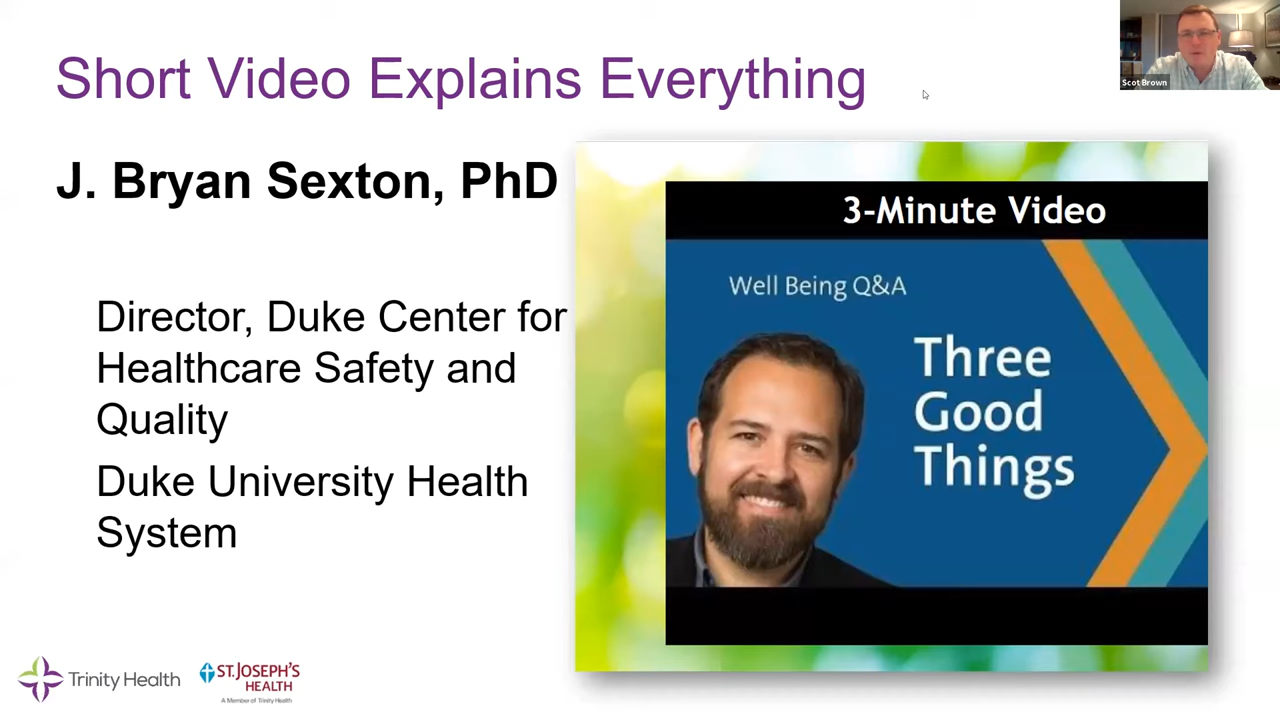 Short Video Explains Everything
Scot Brown
J. Bryan Sexton, PhD
Director, Duke Center for
Healthcare Safety and
Quality
Duke University Health
System
3-Minute Video
Well Being Q&A
Three
Good
Things
Trinity Health
ST.JOSEPH'S
HEALTH
A Member of Trinity Health